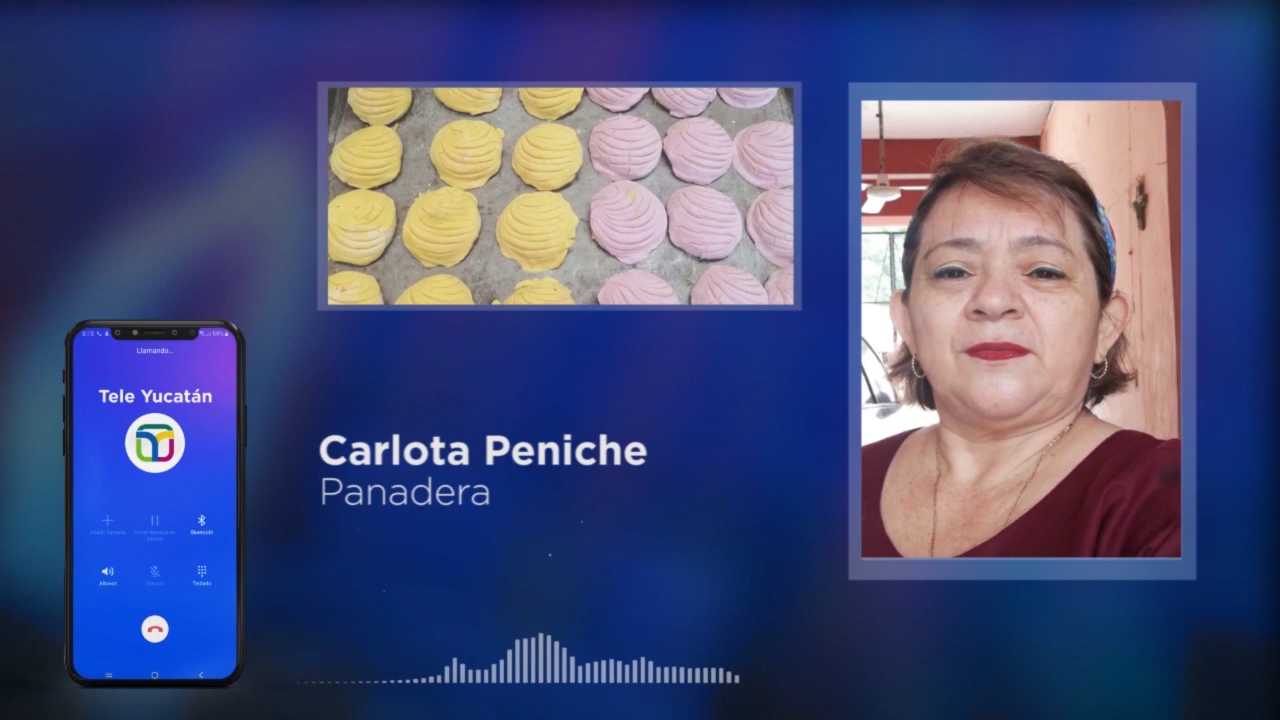 Llamando...
Tele Yucatán
Bluetooth
Altavoz
Teclado
Carlota Peniche
Panadera